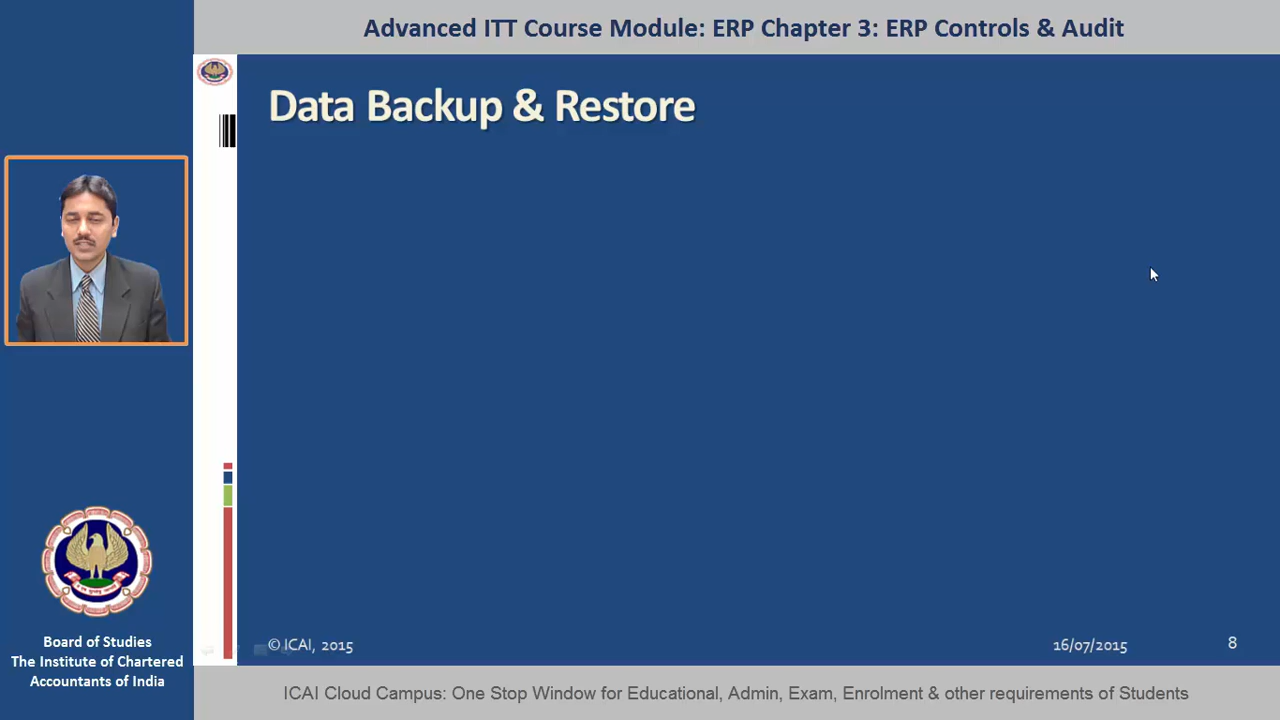 Advanced ITT Course Module: ERP Chapter 3: ERP Controls & Audit
Data Backup & Restore
Board of Studies
The Institute of Chartered
Accountants of India
© ICAI, 2015
16/07/2015
8
ICAI Cloud Campus: One Stop Window for Educational, Admin, Exam, Enrolment & other requirements of Students